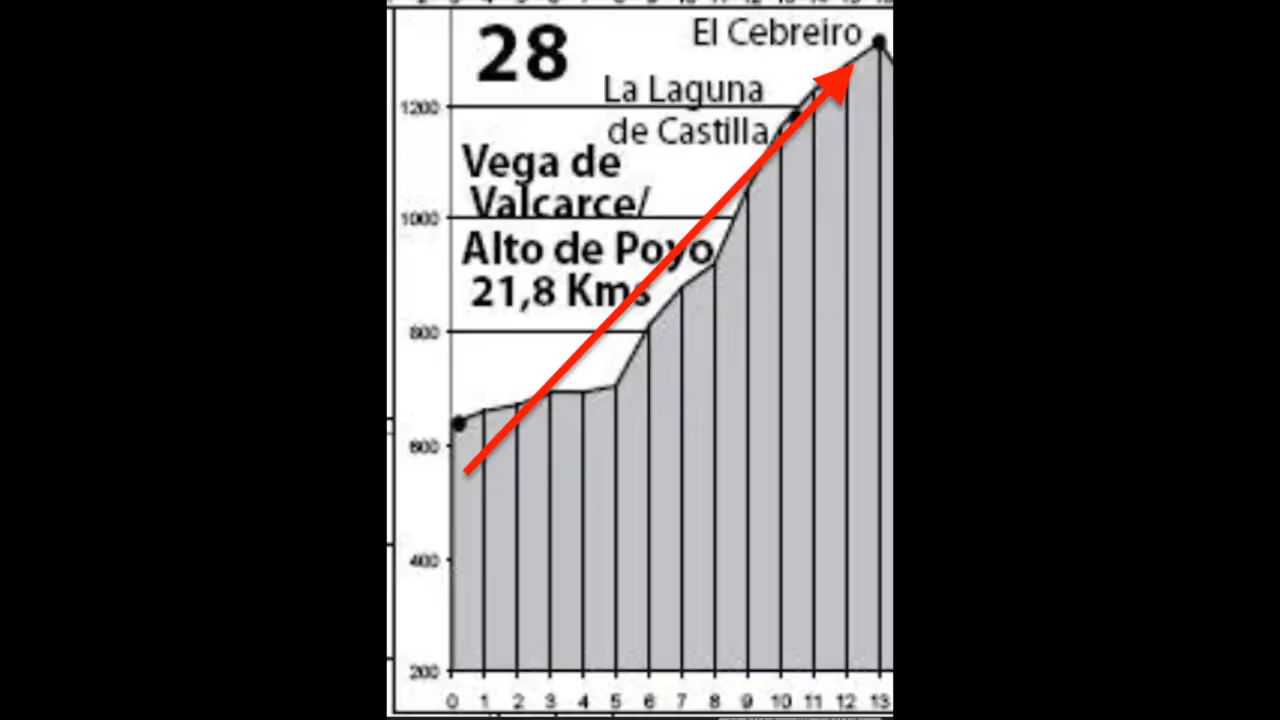 28
El Cebreiro
La Laguna
de Castilla
Vega de
Valcarce/
Alto de Poyo
21,8 Kms
1200
1000
800
600
400
200
0 1 2 3 4 5 6 7 8 9 10 11 12 13